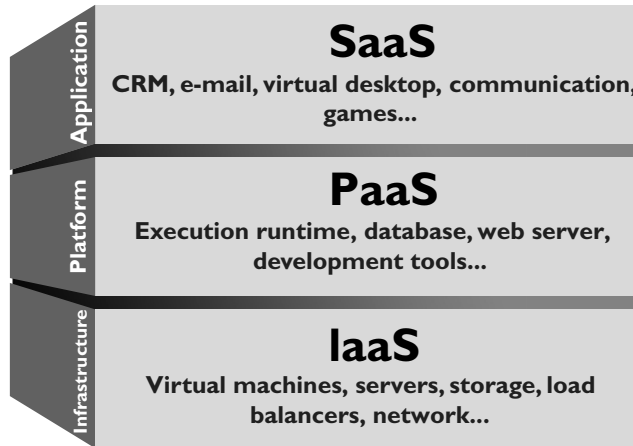 Application
SaaS
CRM, e-mail, virtual desktop, communication,
games...
Platform
PaaS
Execution runtime, database, web server,
development tools...
Infrastructure
IaaS
Virtual machines, servers, storage, load
balancers, network...